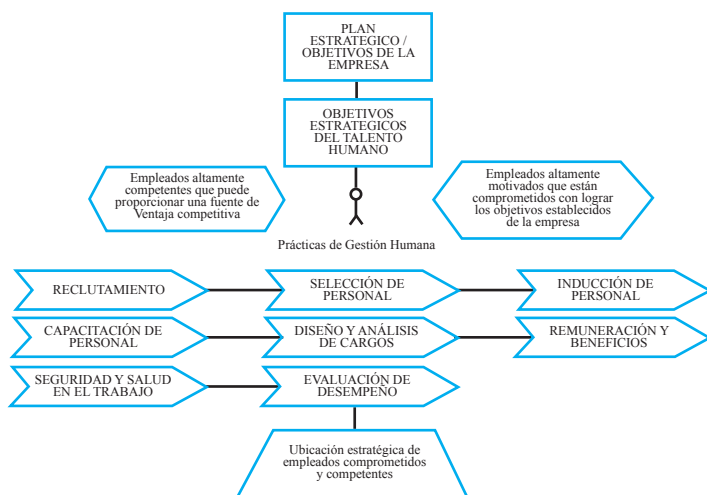 PLAN
ESTRATEGICO /
OBJETIVOS DE LA
EMPRESA
OBJETIVOS
ESTRATEGICOS
DEL TALENTO
HUMANO
Empleados altamente
competentes que puede
proporcionar una fuente de
Ventaja competitiva
Empleados altamente
motivados que están
comprometidos con lograr
los objetivos establecidos
de la empresa
Prácticas de Gestión Humana
RECLUTAMIENTO
SELECCIÓN DE
PERSONAL
INDUCCIÓN DE
PERSONAL
CAPACITACIÓN DE
PERSONAL
DISEÑO Y ANÁLISIS
DE CARGOS
REMUNERACIÓN Y
BENEFICIOS
SEGURIDAD Y SALUD
EN EL TRABAJO
EVALUACIÓN DE
DESEMPEÑO
Ubicación estratégica de
empleados comprometidos
y competentes